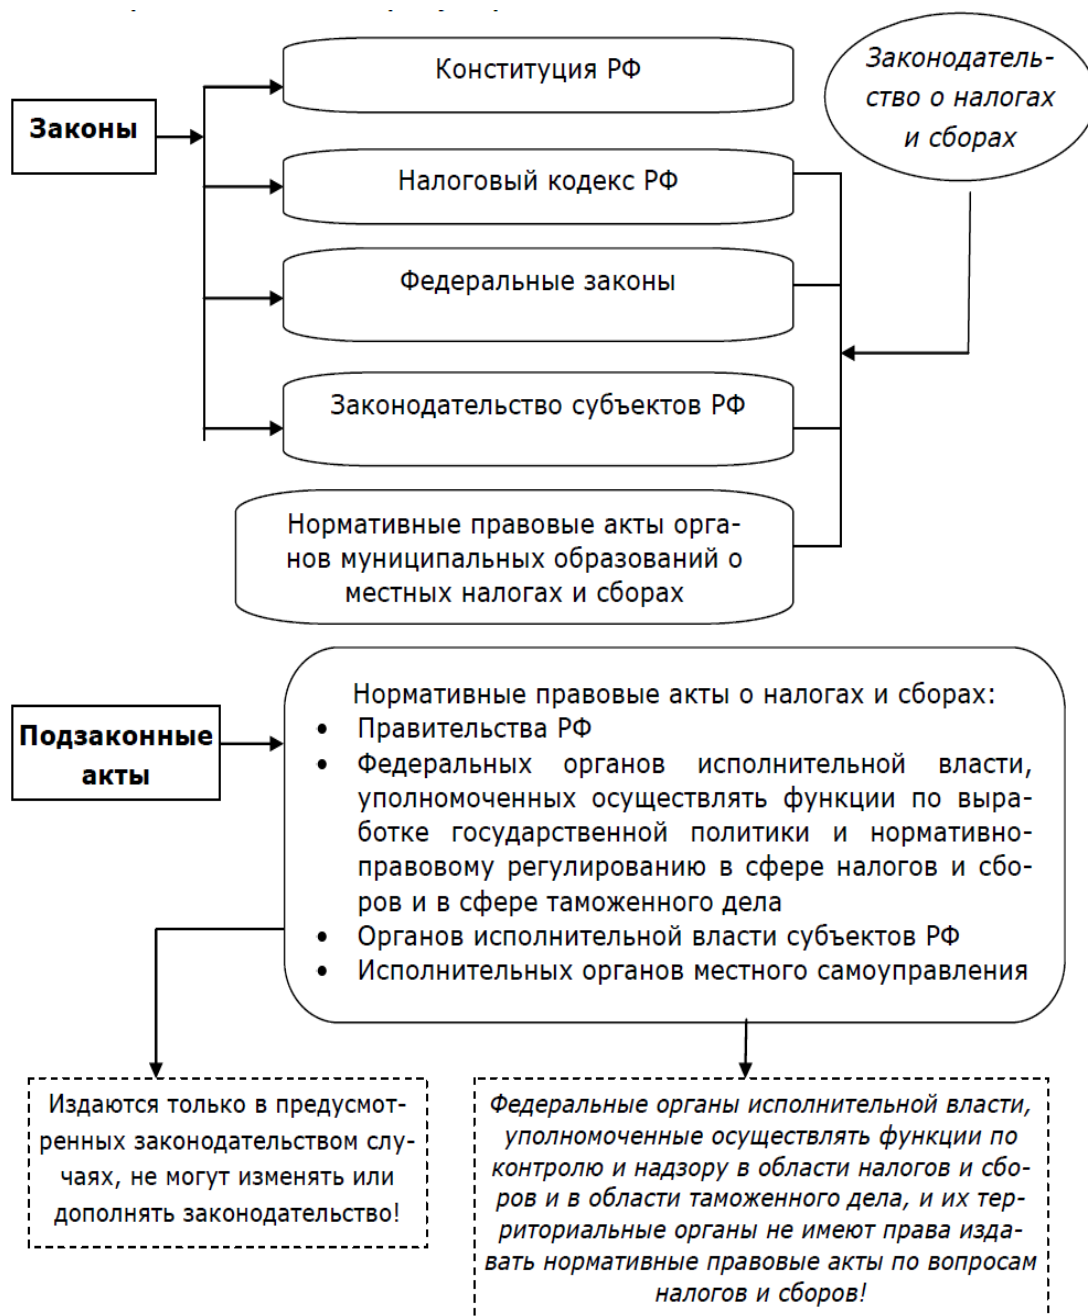 Конституция РФ
Законодатель-
ство о налогах
и сборах
Законы
Налоговый кодекс РФ
Федеральные законы
Законодательство субъектов РФ
Нормативные правовые акты орга-
нов муниципальных образований о
местных налогах и сборах
Подзаконные
акты
Нормативные правовые акты о налогах и сборах:
• Правительства РФ
• Федеральных органов исполнительной власти,
уполномоченных осуществлять функции по выра-
ботке государственной политики и нормативно-
правовому регулированию в сфере налогов и сбо-
ров и в сфере таможенного дела
• Органов исполнительной власти субъектов РФ
• Исполнительных органов местного самоуправления
Издаются только в предусмот-
ренных законодательством слу-
чаях, не могут изменять или
дополнять законодательство!
Федеральные органы исполнительной власти,
уполномоченные осуществлять функции по
контролю и надзору в области налогов и сбо-
ров и в области таможенного дела, и их тер-
риториальные органы не имеют права изда-
вать нормативные правовые акты по вопросам
налогов и сборов!